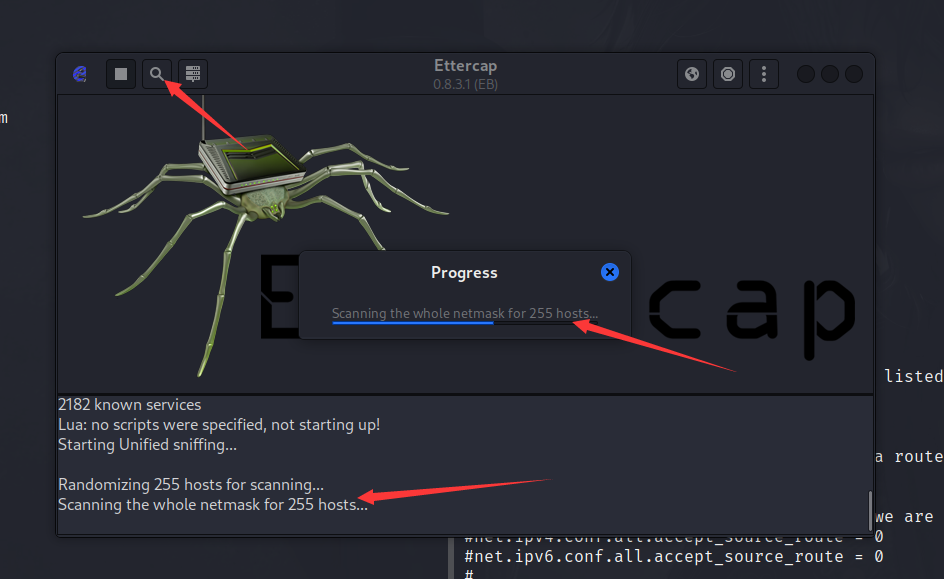 Ettercap
0.8.3.1 (EB)
m
E cap
Progress
Scanning the whole netmask for 255 hosts...
listed
2182 known services
Lua: no scripts were specified, not starting up!
Starting Unified sniffing...
a route
Randomizing 255 hosts for scanning...
Scanning the whole netmask for 255 hosts...
we are
#net.ipv4.conf.all.accept_source_route = 0
#net.ipv6.conf.all.accept_source_route = 0
#